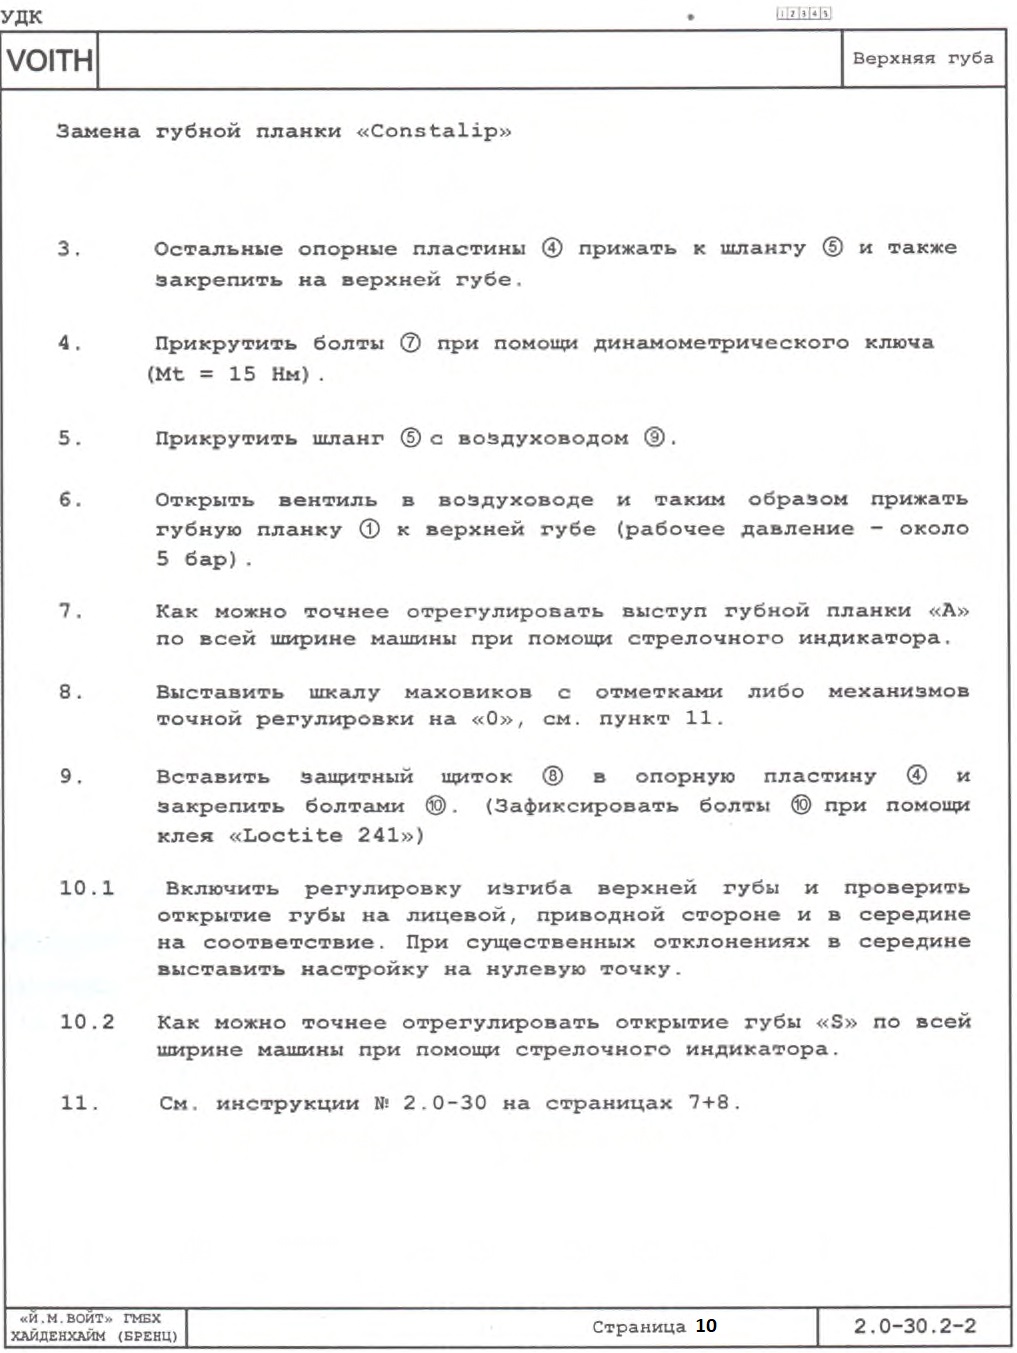 УДК
1 2 3 4 5
VOITH
Верхняя губа
Замена губной планки «Constalip»
3. Остальные опорные пластины ④ прижать к шлангу ⑤ и также
закрепить на верхней губе.
4. Прикрутить болты ⑦ при помощи динамометрического ключа
(Mt = 15 Нм).
5. Прикрутить шланг ⑤ с воздуховодом ⑨.
6. Открыть вентиль в воздуховоде и таким образом прижать
губную планку ① к верхней губе (рабочее давление – около
5 бар).
7. Как можно точнее отрегулировать выступ губной планки «А»
по всей ширине машины при помощи стрелочного индикатора.
8. Выставить шкалу маховиков с отметками либо механизмов
точной регулировки на «0», см. пункт 11.
9. Вставить защитный щиток ⑧ в опорную пластину ④ и
закрепить болтами ⑩. (Зафиксировать болты ⑩ при помощи
клея «Loctite 241»)
10.1 Включить регулировку изгиба верхней губы и проверить
открытие губы на лицевой, приводной стороне и в середине
на соответствие. При существенных отклонениях в середине
выставить настройку на нулевую точку.
10.2 Как можно точнее отрегулировать открытие губы «S» по всей
ширине машины при помощи стрелочного индикатора.
11. См. инструкции № 2.0-30 на страницах 7+8.
«Й.М.ВОЙТ» ГМБХ
ХАЙДЕНХАЙМ (БРЕНЦ)
Страница 10
2.0-30.2-2